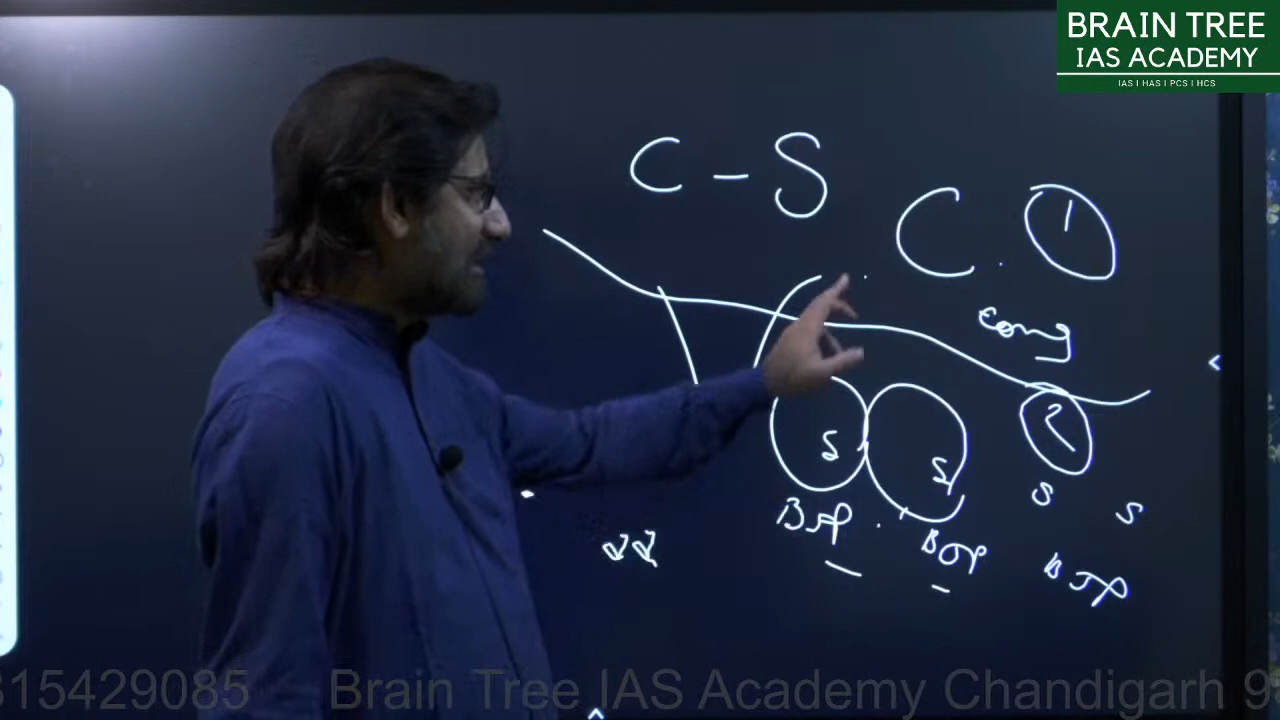 BRAIN TREE
IAS ACADEMY
IAS I HAS I PCS I HCS
C - S
C. 1
Cong
S S 2
S S
BJP . BJP BJP
815429085 Brain Tree IAS Academy Chandigarh 9